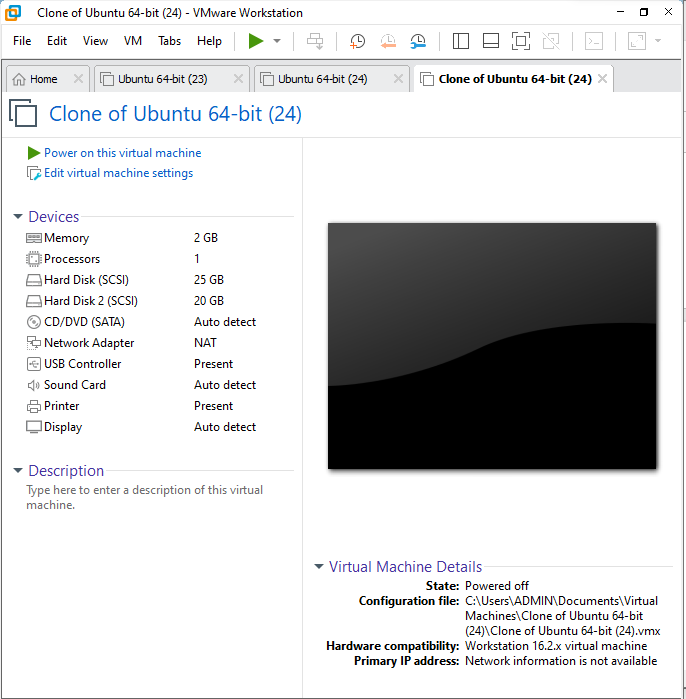 Clone of Ubuntu 64-bit (24) - VMware Workstation
File Edit View VM Tabs Help
Home
Ubuntu 64-bit (23)
Ubuntu 64-bit (24)
Clone of Ubuntu 64-bit (24)
Clone of Ubuntu 64-bit (24)
Power on this virtual machine
Edit virtual machine settings
Devices
Memory 2 GB
Processors 1
Hard Disk (SCSI) 25 GB
Hard Disk 2 (SCSI) 20 GB
CD/DVD (SATA) Auto detect
Network Adapter NAT
USB Controller Present
Sound Card Auto detect
Printer Present
Display Auto detect
Description
Type here to enter a description of this virtual
machine.
Virtual Machine Details
State: Powered off
Configuration file: C:\Users\ADMIN\Documents\Virtual
Machines\Clone of Ubuntu 64-bit
(24)\Clone of Ubuntu 64-bit (24).vmx
Hardware compatibility: Workstation 16.2.x virtual machine
Primary IP address: Network information is not available